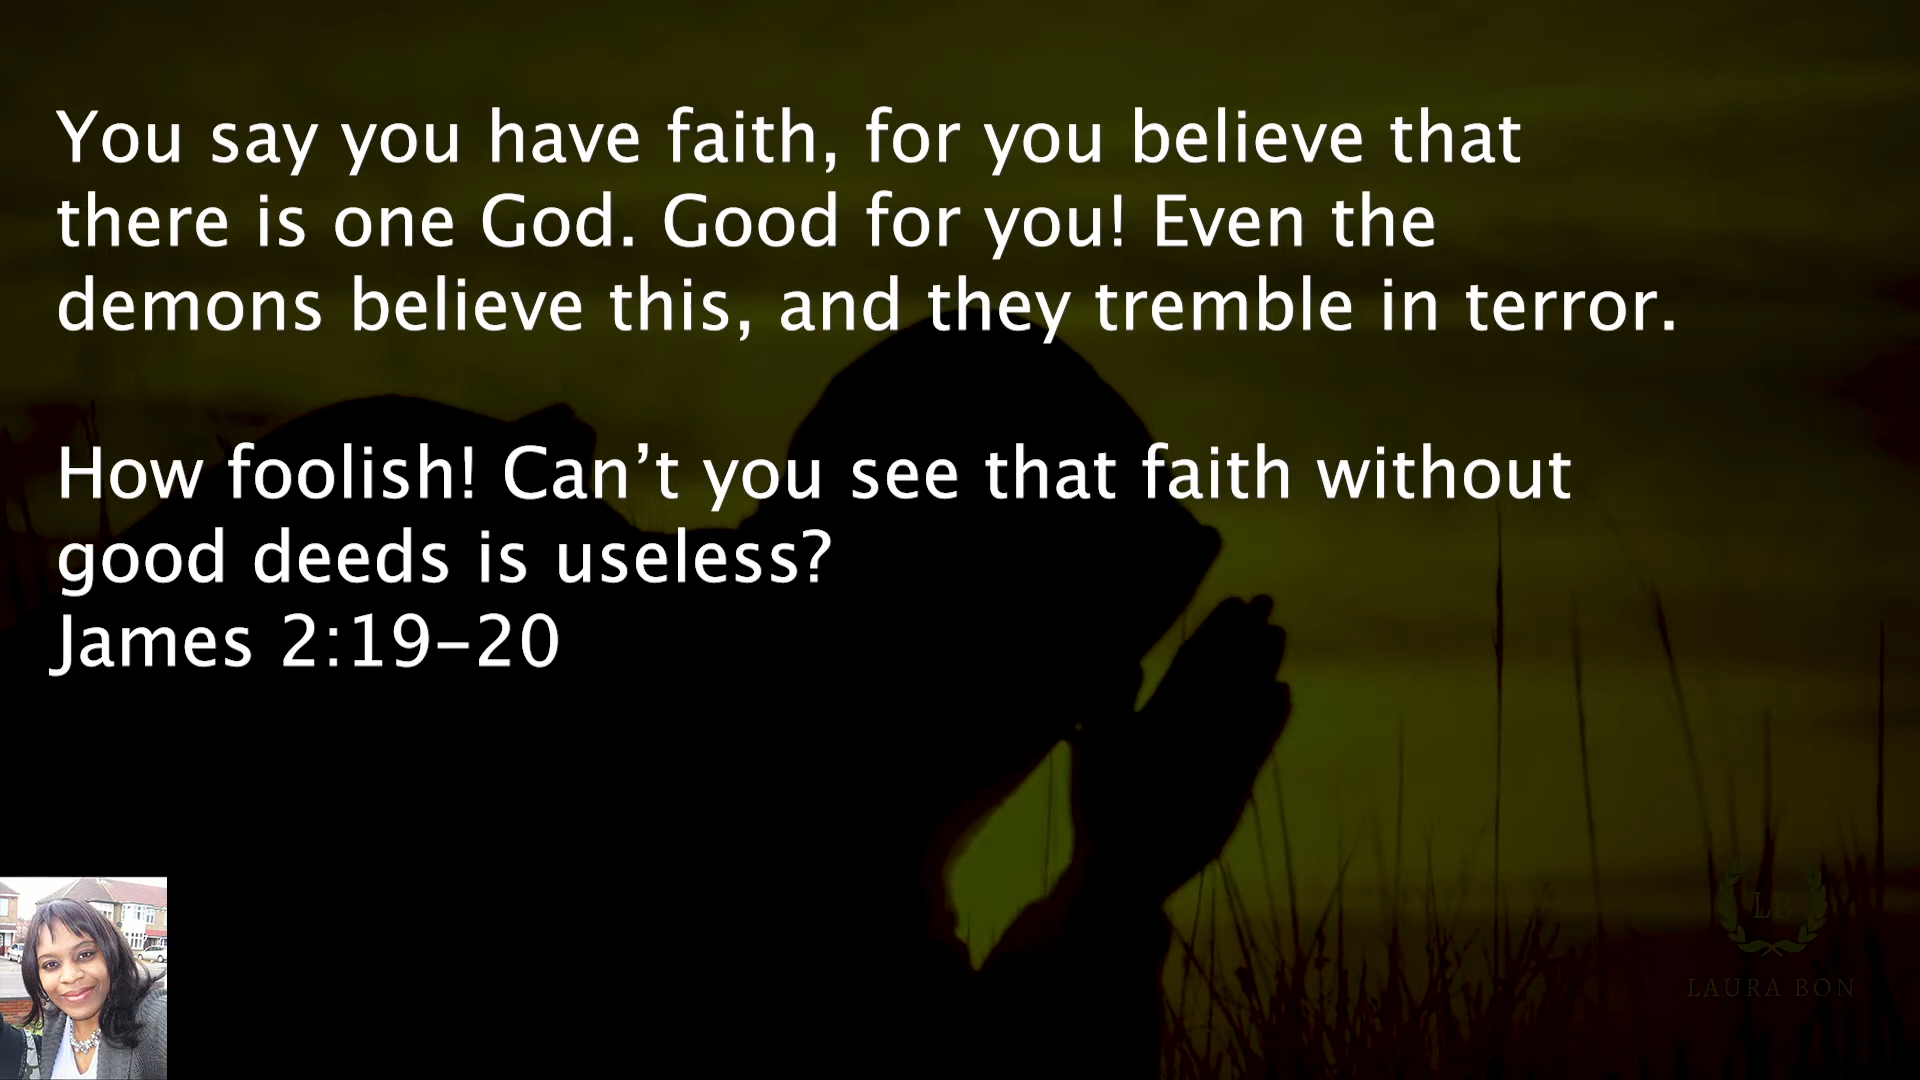 You say you have faith, for you believe that
there is one God. Good for you! Even the
demons believe this, and they tremble in terror.
How foolish! Can’t you see that faith without
good deeds is useless?
James 2:19-20
LAURA BON